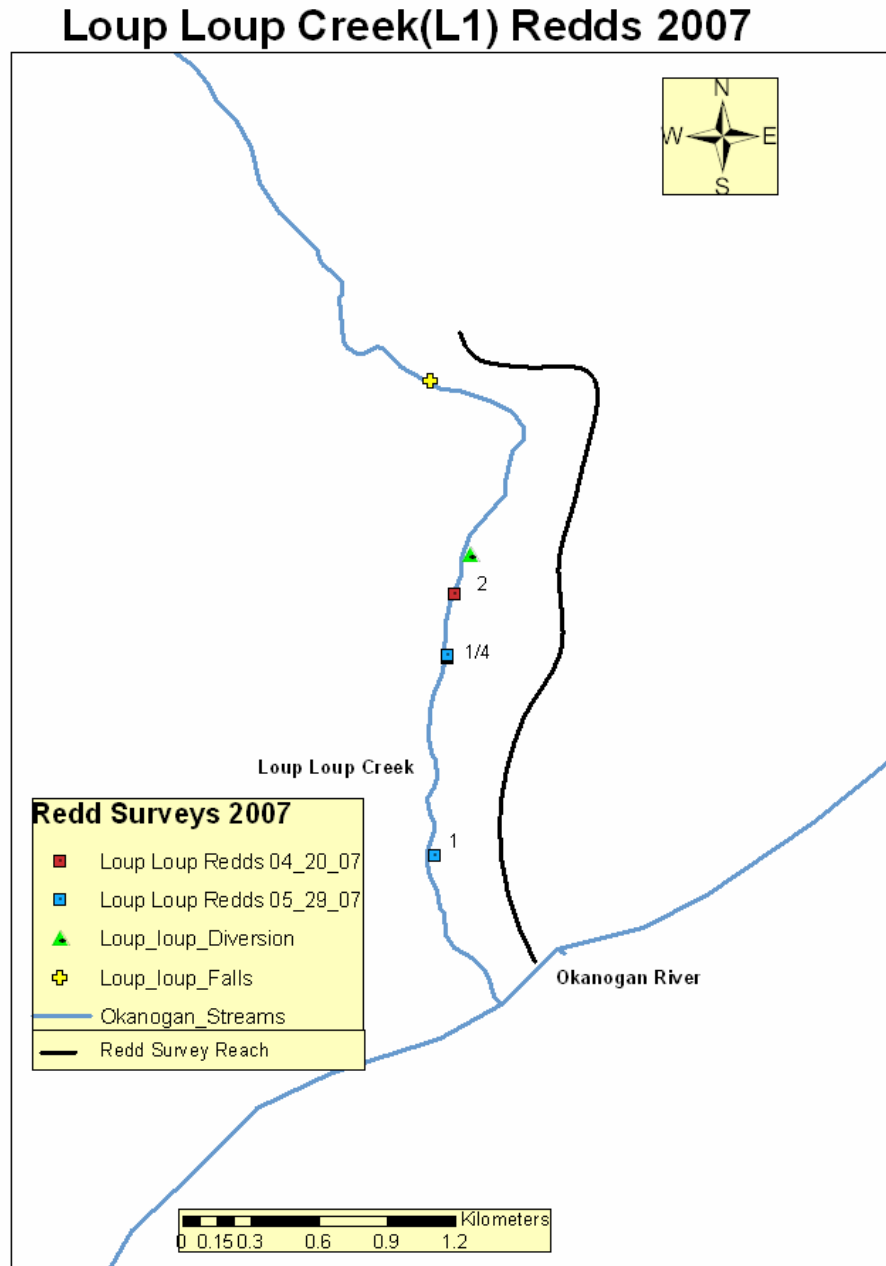 Loup Loup Creek(L1) Redds 2007
N
W E
S
2
1/4
Loup Loup Creek
1
Okanogan River
Redd Surveys 2007
Loup Loup Redds 04_20_07
Loup Loup Redds 05_29_07
Loup_loup_Diversion
Loup_loup_Falls
Okanogan_Streams
Redd Survey Reach
Kilometers
0 0.15 0.3 0.6 0.9 1.2